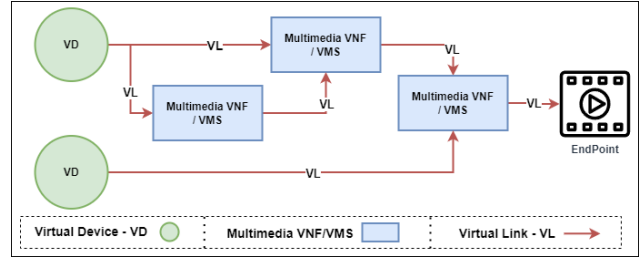 VD
VL
Multimedia VNF
/ VMS
VL
VL
Multimedia VNF
/ VMS
VL
Multimedia VNF
/ VMS
VL
EndPoint
VD
VL
Virtual Device - VD
Multimedia VNF/VMS
Virtual Link - VL